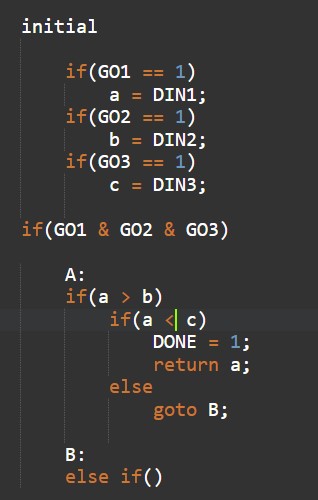 initial
if(GO1 == 1)
a = DIN1;
if(GO2 == 1)
b = DIN2;
if(GO3 == 1)
c = DIN3;
if(GO1 & GO2 & GO3)
A:
if(a > b)
if(a < c)
DONE = 1;
return a;
else
goto B;
B:
else if()